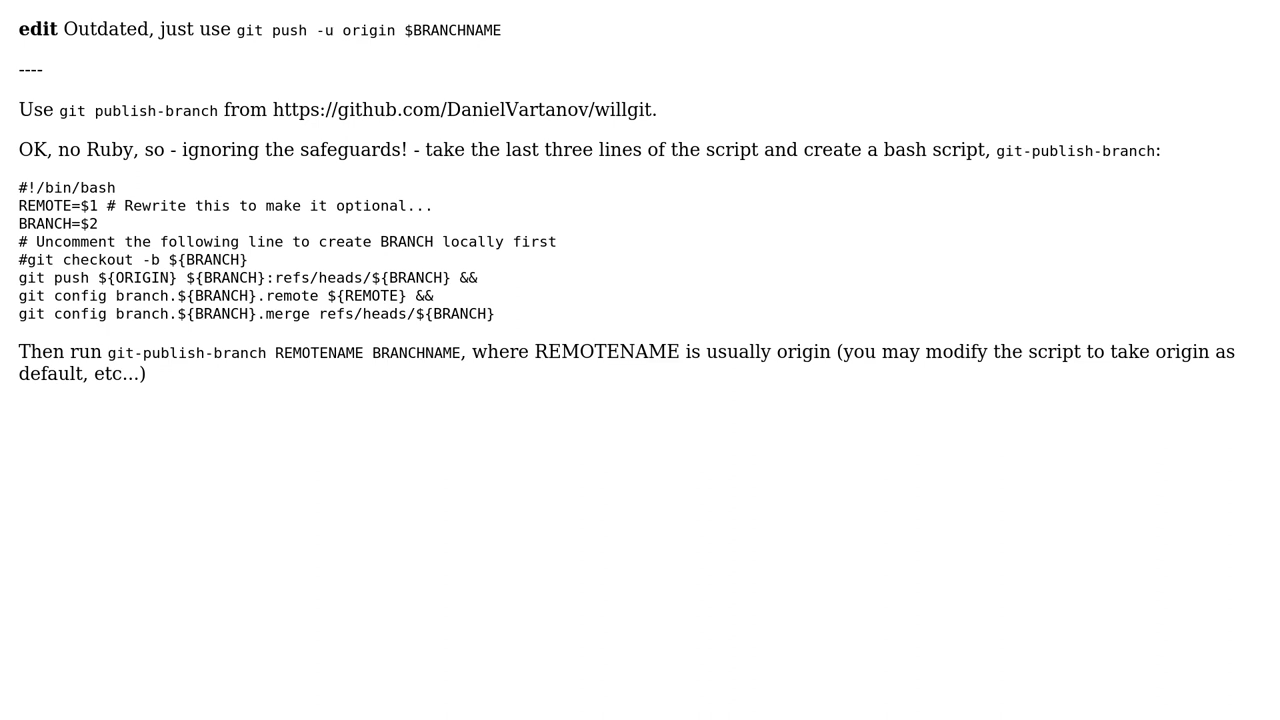 edit Outdated, just use git push -u origin $BRANCHNAME
----
Use git publish-branch from https://github.com/DanielVartanov/willgit.
OK, no Ruby, so - ignoring the safeguards! - take the last three lines of the script and create a bash script, git-publish-branch:
#!/bin/bash
REMOTE=$1 # Rewrite this to make it optional...
BRANCH=$2
# Uncomment the following line to create BRANCH locally first
#git checkout -b ${BRANCH}
git push ${ORIGIN} ${BRANCH}:refs/heads/${BRANCH} &&
git config branch.${BRANCH}.remote ${REMOTE} &&
git config branch.${BRANCH}.merge refs/heads/${BRANCH}
Then run git-publish-branch REMOTENAME BRANCHNAME, where REMOTENAME is usually origin (you may modify the script to take origin as
default, etc...)